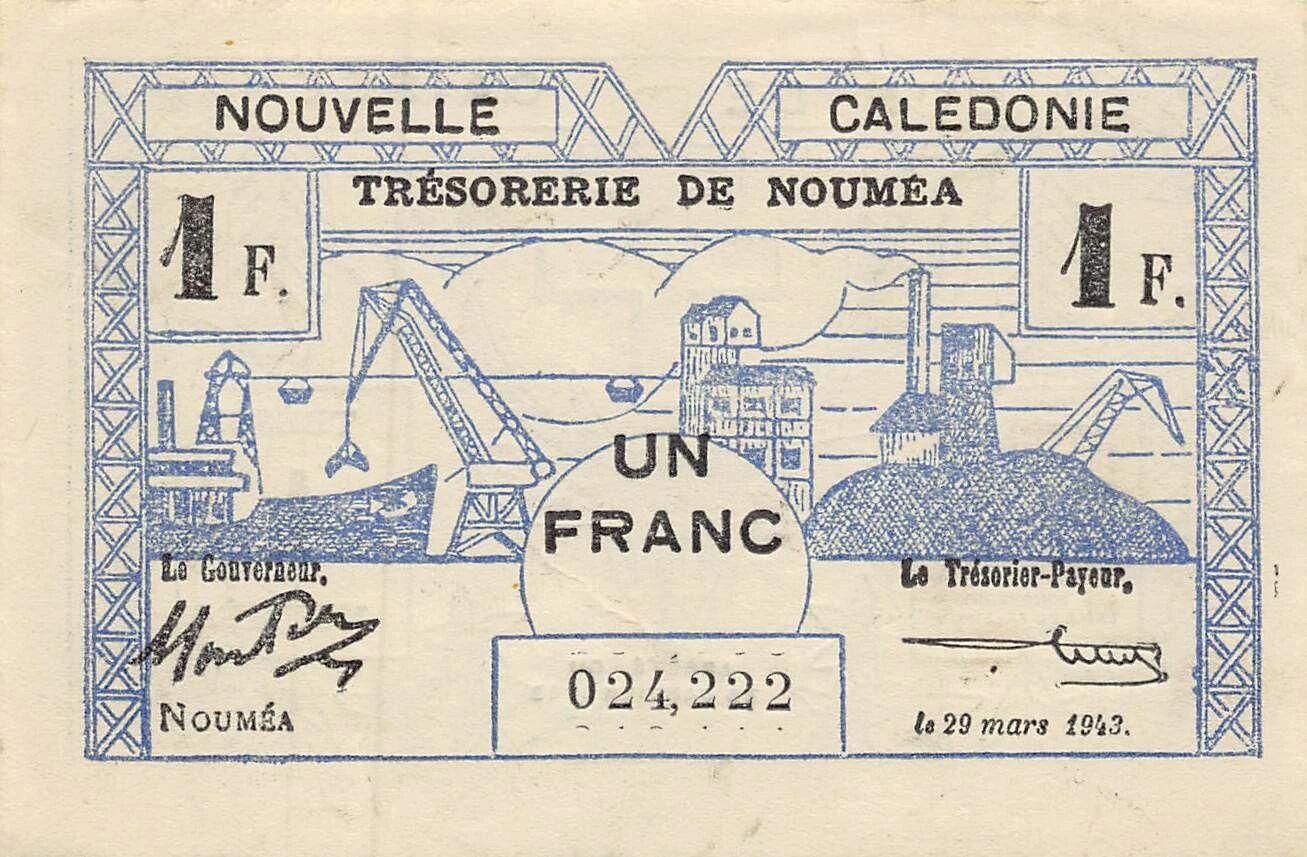 NOUVELLE CALEDONIE
TRÉSORERIE DE NOUMÉA
1 F.
1 F.
UN
FRANC
Le Gouverneur.
Le Trésorier-Payeur.
024,222
NOUMÉA
le 29 mars 1943.